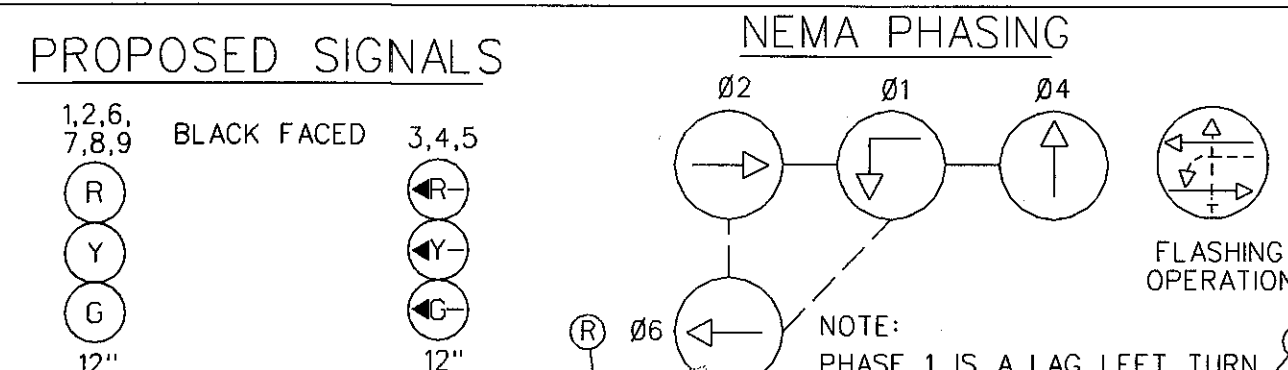 PROPOSED SIGNALS
1,2,6,
7,8,9
BLACK FACED
3,4,5
R
Y
G
12"
R
Y
G
12"
NEMA PHASING
Ø2
Ø1
Ø4
FLASHING
OPERATION
R
Ø6
NOTE:
PHASE 1 IS A LAG LEFT TURN